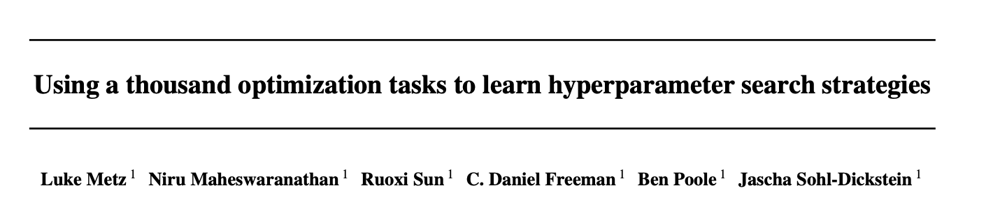 Using a thousand optimization tasks to learn hyperparameter search strategies
Luke Metz 1 Niru Maheswaranathan 1 Ruoxi Sun 1 C. Daniel Freeman 1 Ben Poole 1 Jascha Sohl-Dickstein 1